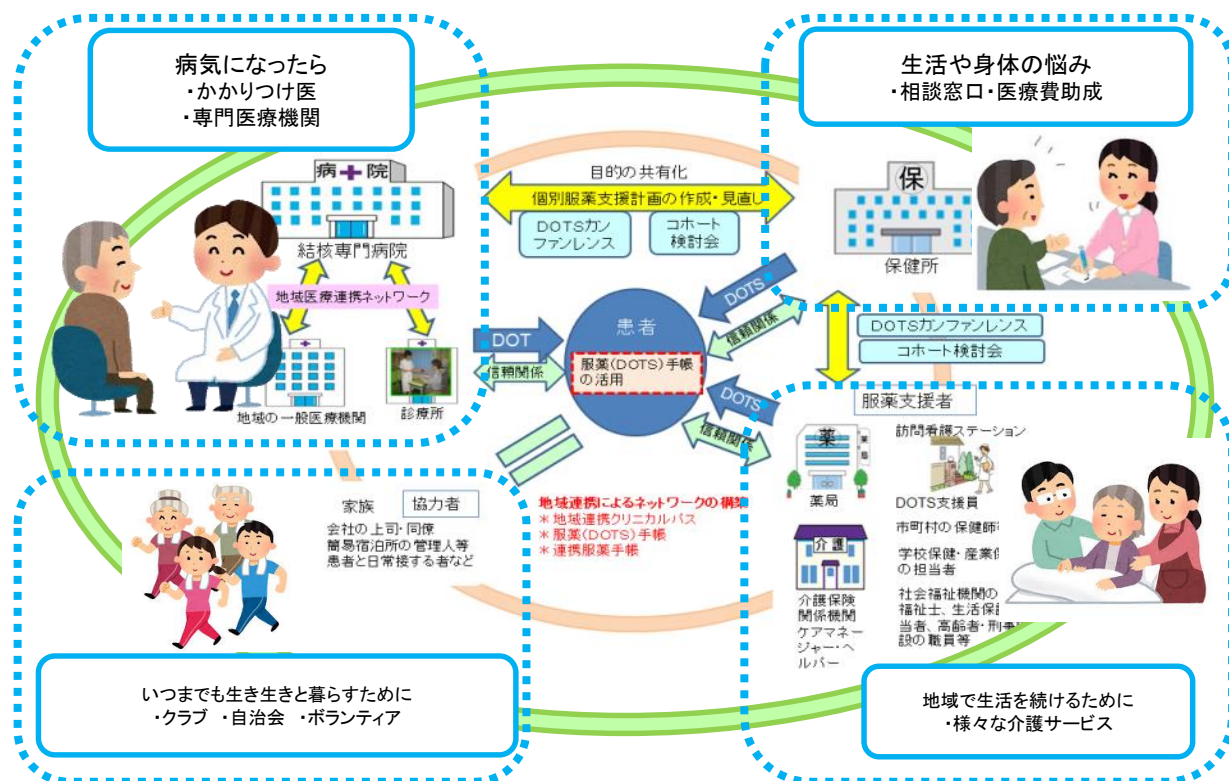 病気になったら
・かかりつけ医
・専門医療機関
生活や身体の悩み
・相談窓口・医療費助成
病 院
結核専門病院
地域医療連携ネットワーク
地域の一般医療機関
診療所
目的の共有化
個別服薬支援計画の作成・見直し
DOTSカン
ファンレンス
コホート
検討会
保
保健所
DOT
信頼関係
患者
服薬(DOTS)手帳
の活用
DOTS
信頼関係
DOTS
信頼関係
DOTSカンファンレンス
コホート検討会
服薬支援者
薬
薬局
薬局
訪問看護ステーション
DOTS支援員
市町村の保健師
学校保健・産業
の担当者
介護
介護保険
関係機関
ケアマネー
ジャー・ヘ
ルパー
社会福祉機関の
福祉士、生活保
当者、高齢者・刑
設の職員等
家族
協力者
会社の上司・同僚
簡易宿泊所の管理人等
患者と日常接する者など
地域連携によるネットワークの構築
＊地域連携クリニカルパス
＊服薬(DOTS)手帳
＊連携服薬手帳
いつまでも生き生きと暮らすために
・クラブ ・自治会 ・ボランティア
地域で生活を続けるために
・様々な介護サービス